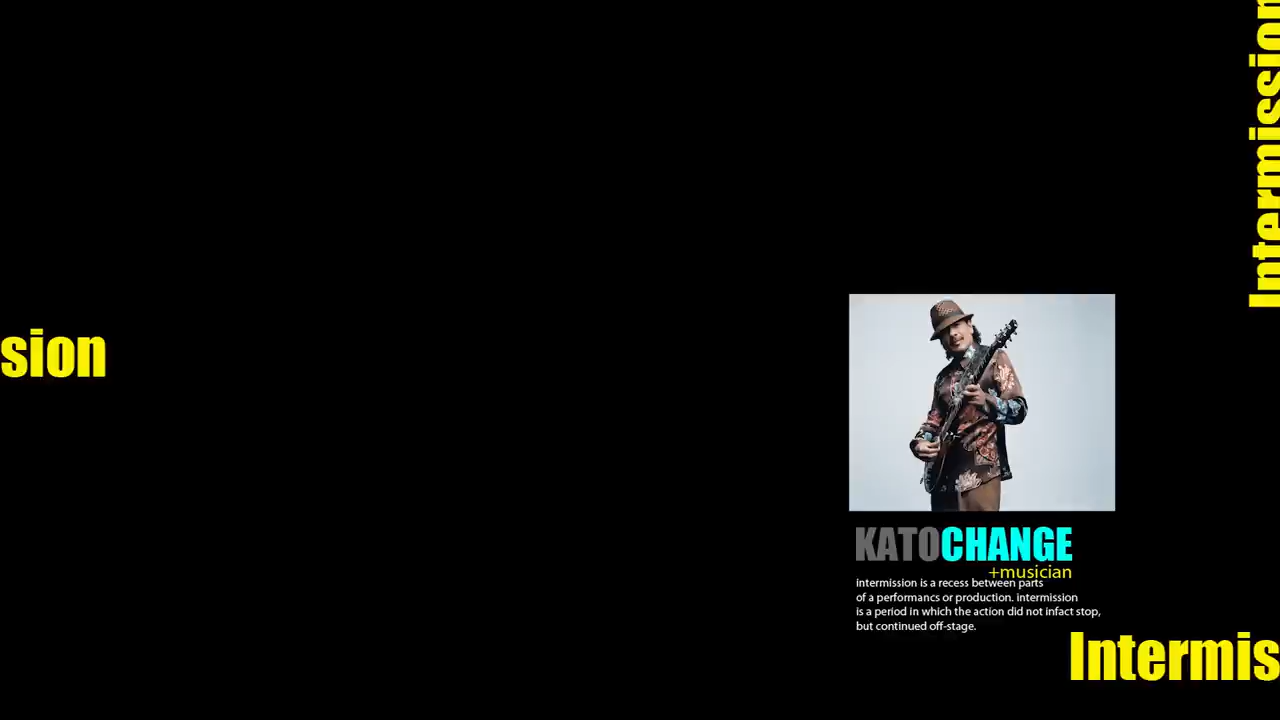 Intermission
sion
KATOCHANGE
+musician
intermission is a recess between parts
of a performancs or production. intermission
is a period in which the action did not infact stop,
but continued off-stage.
Intermis